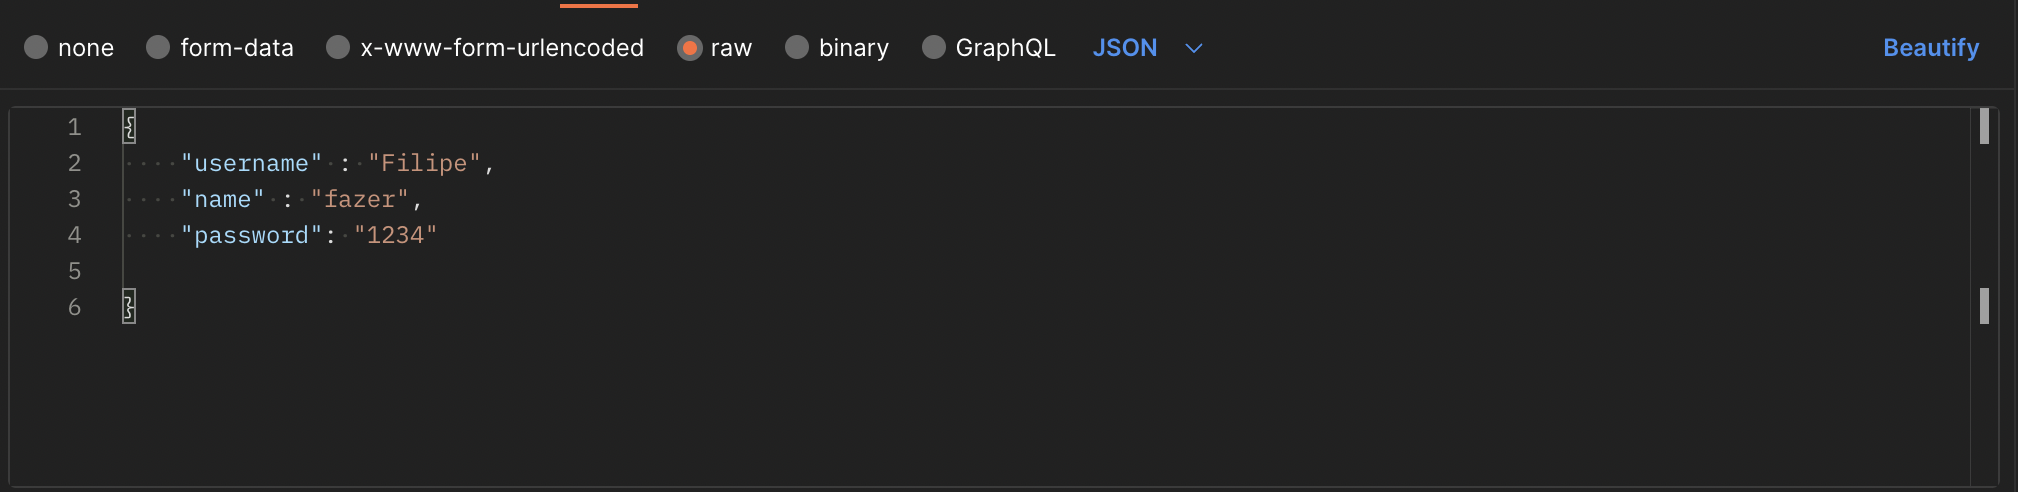 none form-data x-www-form-urlencoded raw binary GraphQL JSON Beautify
1 {
2 "username" : "Filipe",
3 "name" : "fazer",
4 "password": "1234"
5
6 }